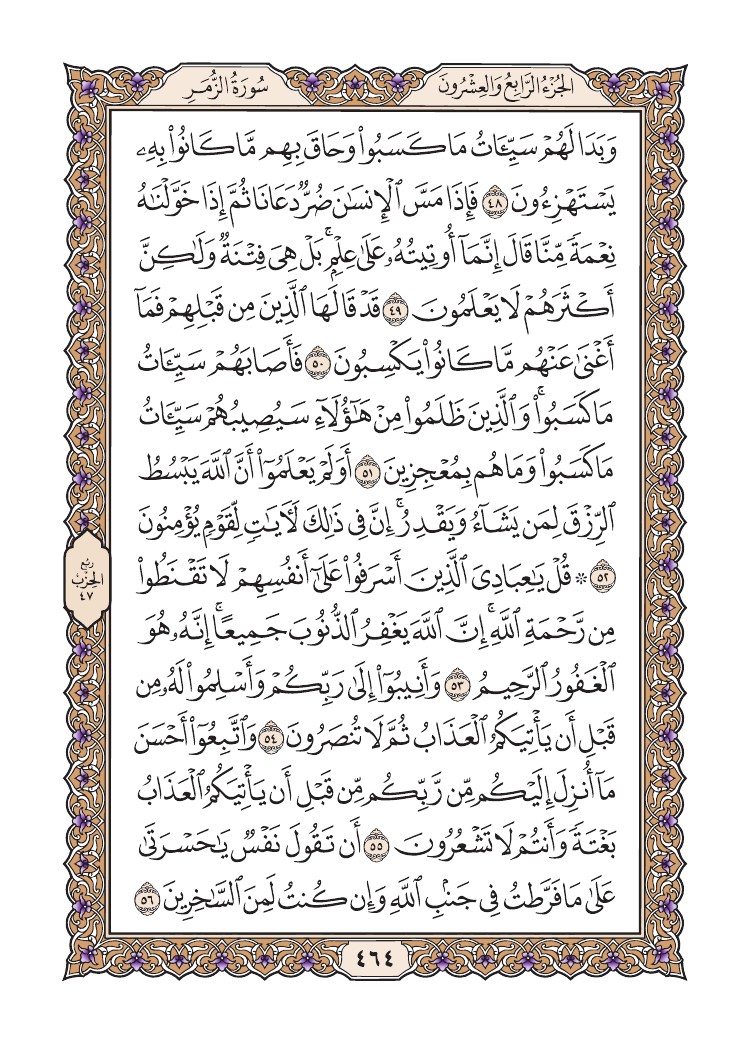 الجُزْءُ الرَّابِعُ وَالعِشْرُونَ
سُورَةُ الزُّمَرِ
وَبَدَا لَهُمْ سَيِّـَٔاتُ مَا كَسَبُوا۟ وَحَاقَ بِهِم مَّا كَانُوا۟ بِهِۦ
يَسْتَهْزِءُونَ ٤٨ فَإِذَا مَسَّ ٱلْإِنسَٰنَ ضُرٌّ دَعَانَا ثُمَّ إِذَا خَوَّلْنَٰهُ
نِعْمَةً مِّنَّا قَالَ إِنَّمَآ أُوتِيتُهُۥ عَلَىٰ عِلْمٍۭ ۚ بَلْ هِىَ فِتْنَةٌ وَلَٰكِنَّ
أَكْثَرَهُمْ لَا يَعْلَمُونَ ٤٩ قَدْ قَالَهَا ٱلَّذِينَ مِن قَبْلِهِمْ فَمَآ
أَغْنَىٰ عَنْهُم مَّا كَانُوا۟ يَكْسِبُونَ ٥٠ فَأَصَابَهُمْ سَيِّـَٔاتُ
مَا كَسَبُوا۟ ۚ وَٱلَّذِينَ ظَلَمُوا۟ مِنْ هَٰٓؤُلَآءِ سَيُصِيبُهُمْ سَيِّـَٔاتُ
مَا كَسَبُوا۟ وَمَا هُم بِمُعْجِزِينَ ٥١ أَوَلَمْ يَعْلَمُوٓا۟ أَنَّ ٱللَّهَ يَبْسُطُ
ٱلرِّزْقَ لِمَن يَشَآءُ وَيَقْدِرُ ۚ إِنَّ فِى ذَٰلِكَ لَءَايَٰتٍ لِّقَوْمٍ يُؤْمِنُونَ
٥٢ ۞ قُلْ يَٰعِبَادِىَ ٱلَّذِينَ أَسْرَفُوا۟ عَلَىٰٓ أَنفُسِهِمْ لَا تَقْنَطُوا۟
مِن رَّحْمَةِ ٱللَّهِ ۚ إِنَّ ٱللَّهَ يَغْفِرُ ٱلذُّنُوبَ جَمِيعًا ۚ إِنَّهُۥ هُوَ
ٱلْغَفُورُ ٱلرَّحِيمُ ٥٣ وَأَنِيبُوٓا۟ إِلَىٰ رَبِّكُمْ وَأَسْلِمُوا۟ لَهُۥ مِن
قَبْلِ أَن يَأْتِيَكُمُ ٱلْعَذَابُ ثُمَّ لَا تُنصَرُونَ ٥٤ وَٱتَّبِعُوٓا۟ أَحْسَنَ
مَآ أُنزِلَ إِلَيْكُم مِّن رَّبِّكُم مِّن قَبْلِ أَن يَأْتِيَكُمُ ٱلْعَذَابُ
بَغْتَةً وَأَنتُمْ لَا تَشْعُرُونَ ٥٥ أَن تَقُولَ نَفْسٌ يَٰحَسْرَتَىٰ
عَلَىٰ مَا فَرَّطتُ فِى جَنۢبِ ٱللَّهِ وَإِن كُنتُ لَمِنَ ٱلسَّٰخِرِينَ ٥٦
رُبْعُ
الحِزْبِ
٤٧
٤٦٤